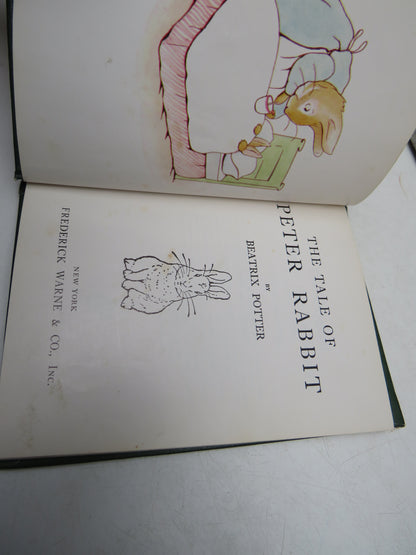 THE TALE OF
PETER RABBIT
BY
BEATRIX POTTER
NEW YORK
FREDERICK WARNE & CO., INC.